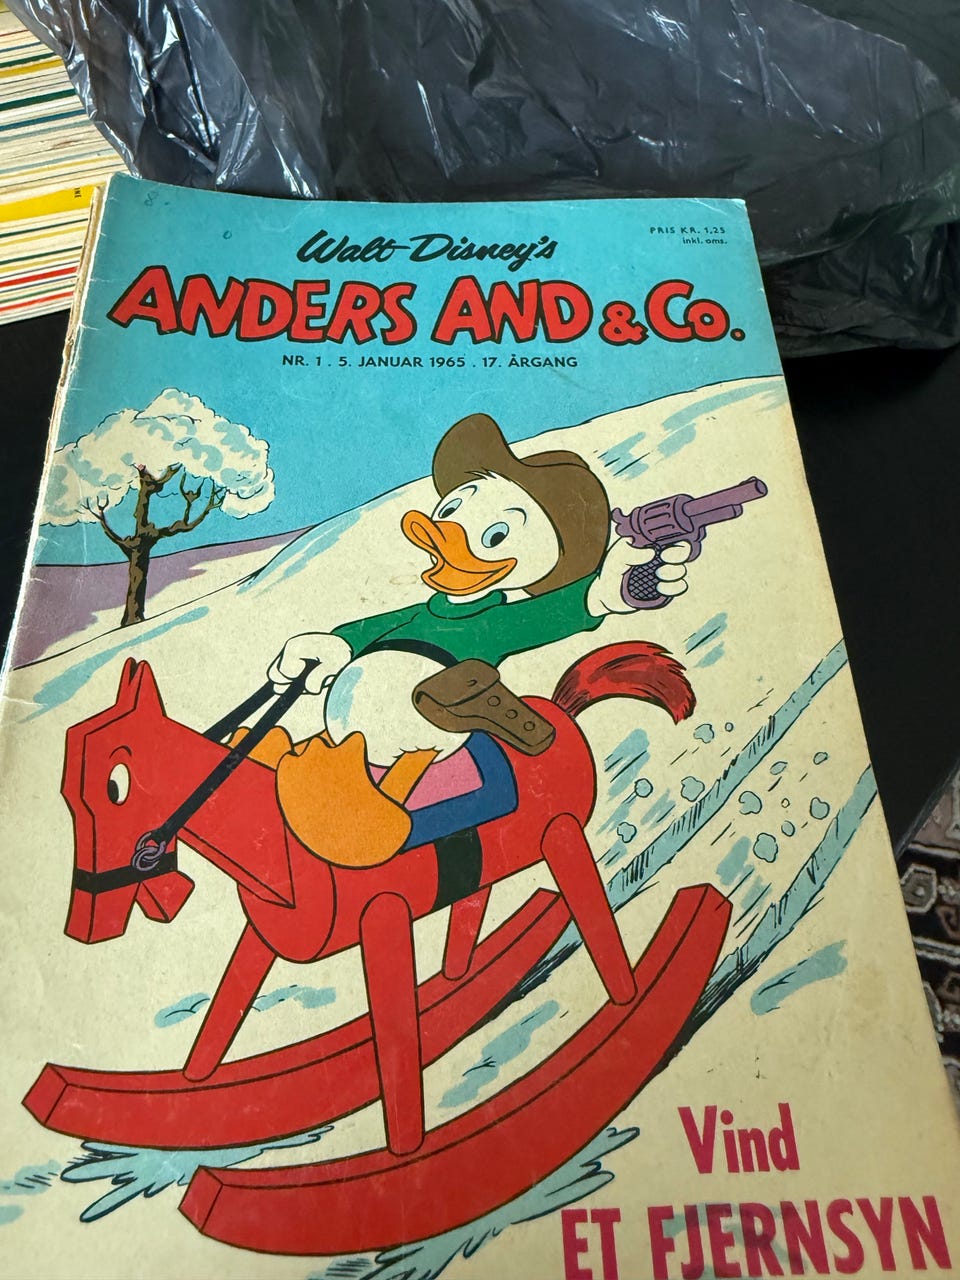 Walt Disney's
PRIS KR. 1,25
inkl. oms.
ANDERS AND & Co.
NR. 1 . 5. JANUAR 1965 . 17. ÅRGANG
Vind
ET FJERNSYN